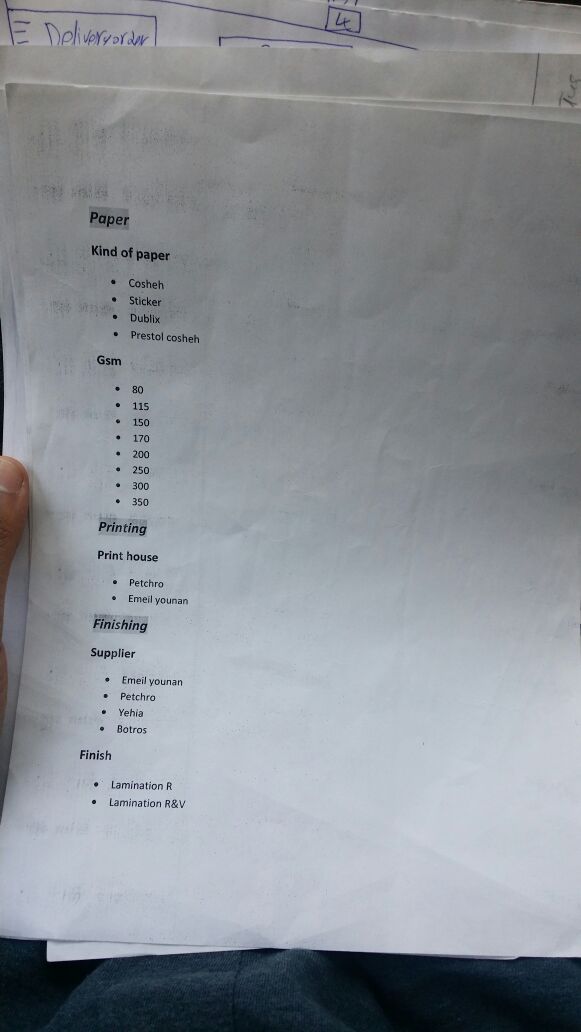 4
Deliveryorder
Paper
Kind of paper
• Cosheh
• Sticker
• Dublix
• Prestol cosheh
Gsm
• 80
• 115
• 150
• 170
• 200
• 250
• 300
• 350
Printing
Print house
• Petchro
• Emeil younan
Finishing
Supplier
• Emeil younan
• Petchro
• Yehia
• Botros
Finish
• Lamination R
• Lamination R&V